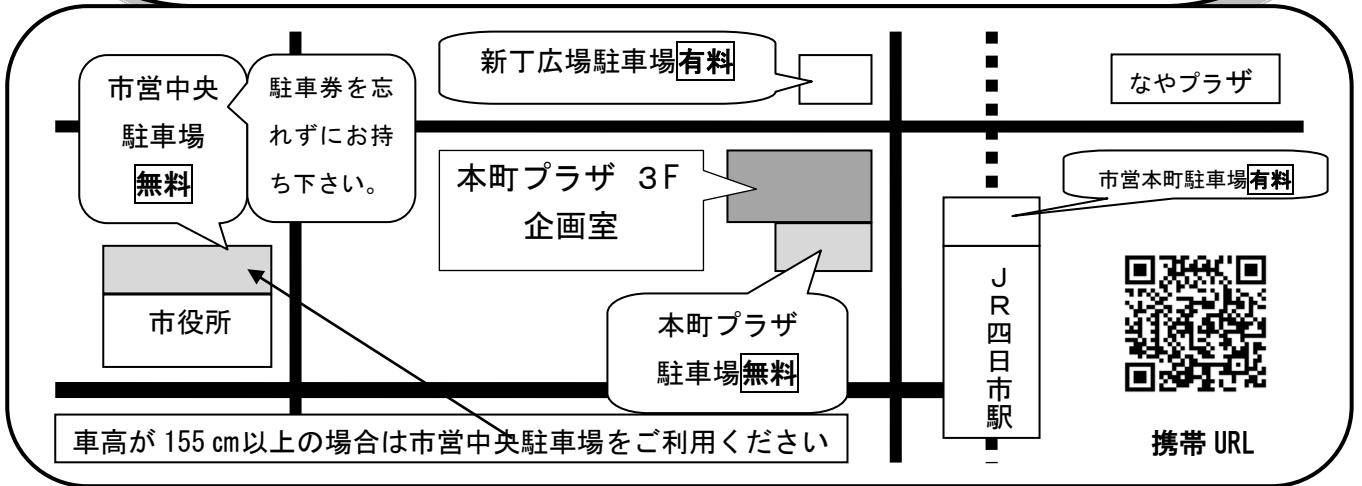 市営中央
駐車場
無料
駐車券を忘
れずにお持
ち下さい。
新丁広場駐車場有料
なやプラザ
本町プラザ 3F
企画室
市営本町駐車場有料
市役所
本町プラザ
駐車場無料
JR四日市駅
車高が 155 ㎝以上の場合は市営中央駐車場をご利用ください
携帯 URL